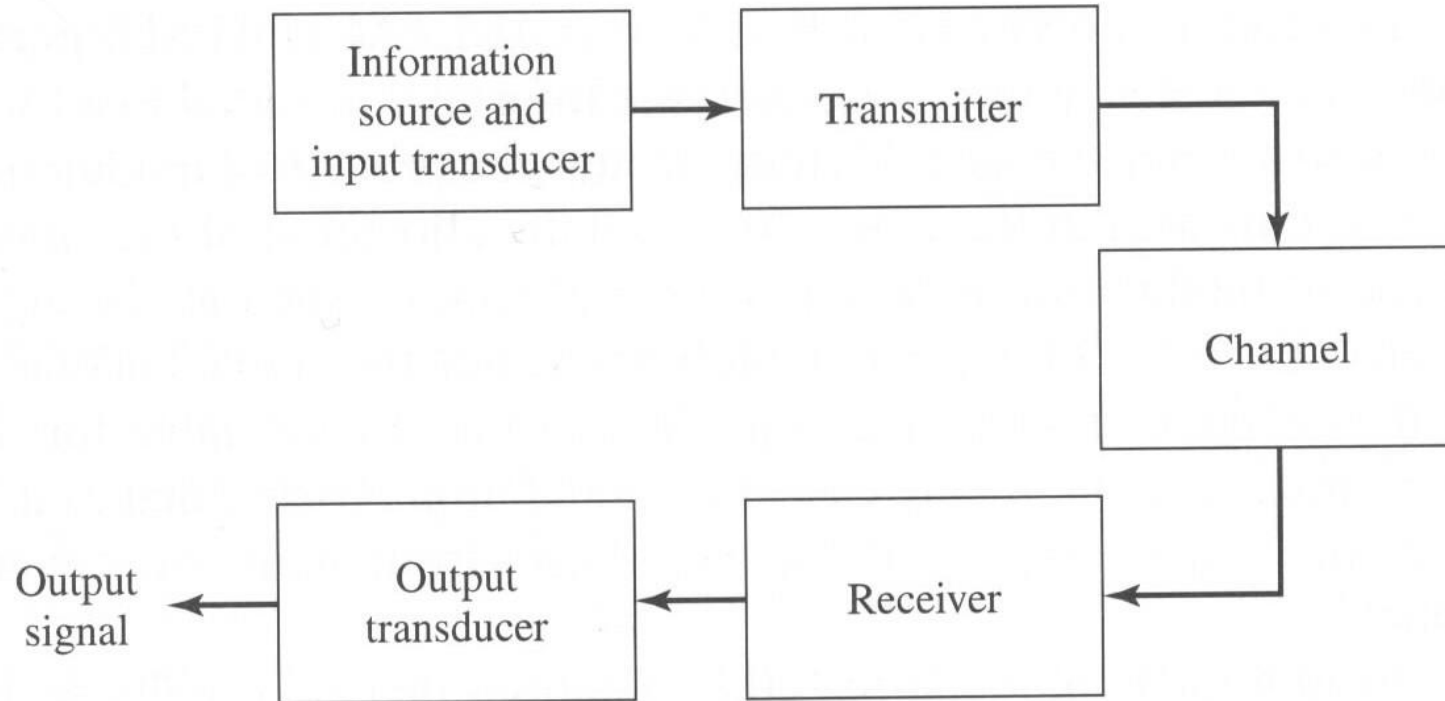 Information
source and
input transducer
Transmitter
Channel
Receiver
Output
transducer
Output
signal